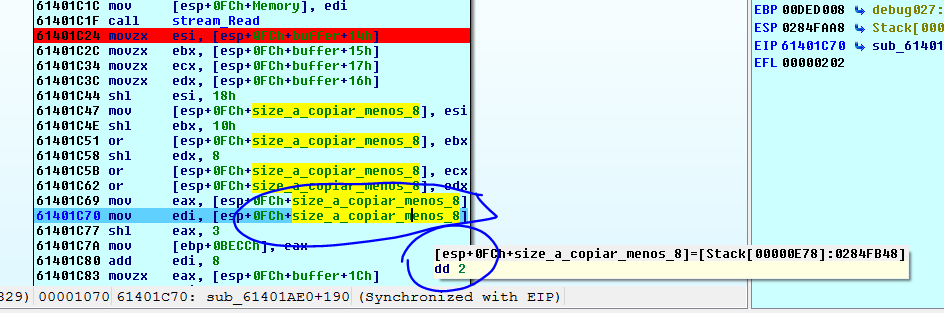 61401C1C mov [esp+0FCh+Memory], edi
61401C1F call stream_Read
61401C24 movzx esi, [esp+0FCh+buffer+14h]
61401C2C movzx ebx, [esp+0FCh+buffer+15h]
61401C34 movzx ecx, [esp+0FCh+buffer+17h]
61401C3C movzx edx, [esp+0FCh+buffer+16h]
61401C44 shl esi, 18h
61401C47 mov [esp+0FCh+size_a_copiar_menos_8], esi
61401C4E shl ebx, 10h
61401C51 or [esp+0FCh+size_a_copiar_menos_8], ebx
61401C58 shl edx, 8
61401C5B or [esp+0FCh+size_a_copiar_menos_8], ecx
61401C62 or [esp+0FCh+size_a_copiar_menos_8], edx
61401C69 mov eax, [esp+0FCh+size_a_copiar_menos_8]
61401C70 mov edi, [esp+0FCh+size_a_copiar_menos_8]
61401C77 shl eax, 3
61401C7A mov [ebp+0BECCh], eax
61401C80 add edi, 8
61401C83 movzx eax, [esp+0FCh+buffer+1Ch]
[esp+0FCh+size_a_copiar_menos_8]=[Stack[00000E78]:0284FB48]
dd 2
329) 00001070 61401C70: sub_61401AE0+190 (Synchronized with EIP)
EBP 00DED008 debug027:
ESP 0284FAA8 Stack[000
EIP 61401C70 sub_61401
EFL 00000202